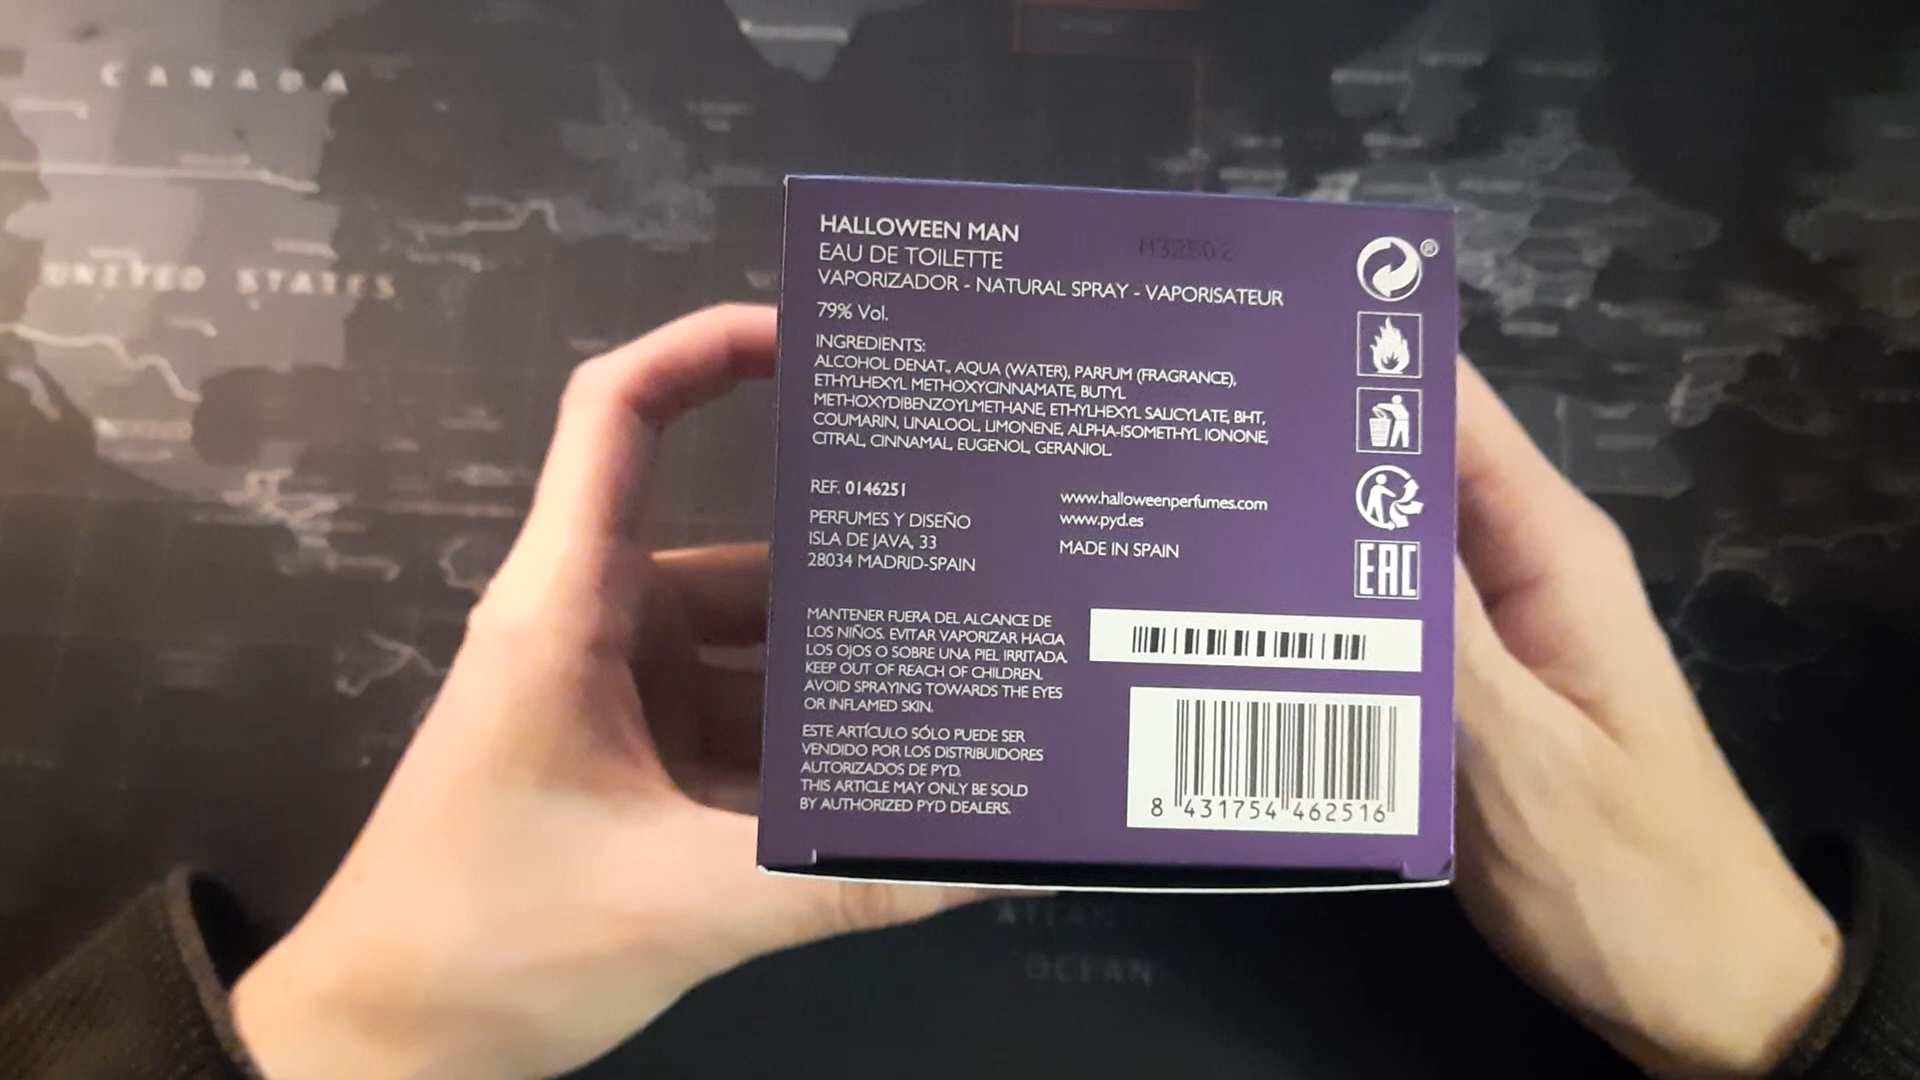 CANADA
UNITED STATES
HALLOWEEN MAN
EAU DE TOILETTE
VAPORIZADOR - NATURAL SPRAY - VAPORISATEUR
79% Vol.
INGREDIENTS:
ALCOHOL DENAT., AQUA (WATER), PARFUM (FRAGRANCE),
ETHYLHEXYL METHOXYCINNAMATE, BUTYL
METHOXYDIBENZOYLMETHANE, ETHYLHEXYL SALICYLATE, BHT,
COUMARIN, LINALOOL, LIMONENE, ALPHA-ISOMETHYL IONONE,
CITRAL, CINNAMAL, EUGENOL, GERANIOL.
REF. 0146251
PERFUMES Y DISEÑO
ISLA DE JAVA, 33
28034 MADRID-SPAIN
www.halloweenperfumes.com
www.pyd.es
MADE IN SPAIN
®
EAC
MANTENER FUERA DEL ALCANCE DE
LOS NIÑOS. EVITAR VAPORIZAR HACIA
LOS OJOS O SOBRE UNA PIEL IRRITADA.
KEEP OUT OF REACH OF CHILDREN.
AVOID SPRAYING TOWARDS THE EYES
OR INFLAMED SKIN.
ESTE ARTÍCULO SÓLO PUEDE SER
VENDIDO POR LOS DISTRIBUIDORES
AUTORIZADOS DE PYD.
THIS ARTICLE MAY ONLY BE SOLD
BY AUTHORIZED PYD DEALERS.
8 431754 462516
ATLANTIC
OCEAN